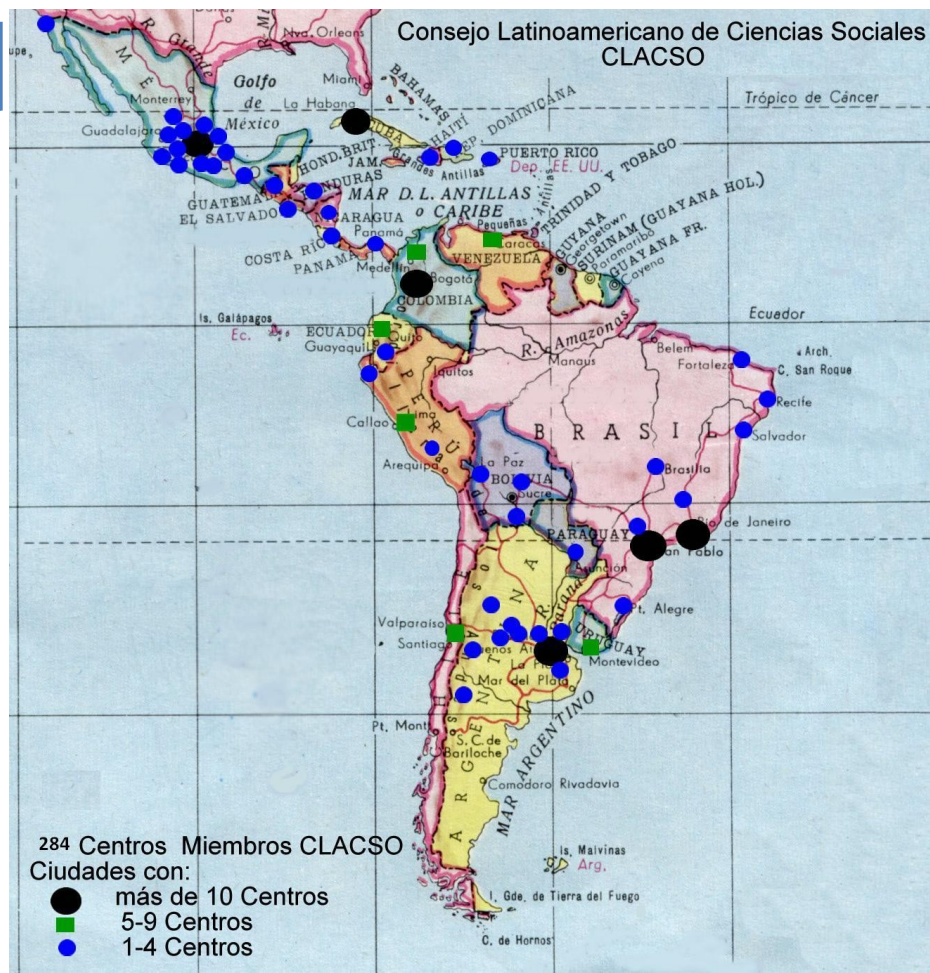 Consejo Latinoamericano de Ciencias Sociales
CLACSO
R. Grande
Nva. Orleans
MÉ
Golfo
de
México
Miami
BAHAMAS
Monterrey
La Habana
Trópico de Cáncer
Guadalajara
CUBA
HAITÍ
REP. DOMINICANA
HOND. BRIT.
JAM.
Grandes Antillas
PUERTO RICO
Dep. EE. UU.
HONDURAS
GUATEMALA
MAR D. L. ANTILLAS
o CARIBE
EL SALVADOR
NICARAGUA
Pequeñas Antillas
TRINIDAD Y TOBAGO
COSTA RICA
Panamá
PANAMÁ
Caracas
VENEZUELA
GUYANA
Georgetown
SURINAM (GUAYANA HOL.)
Paramaribo
GUAYANA FR.
Cayena
Medellín
Bogotá
COLOMBIA
Is. Galápagos
Ec.
ECUADOR
Quito
Ecuador
Guayaquil
R. Amazonas
Manaus
Belem
Fortaleza
Arch.
C. San Roque
Iquitos
PERÚ
Recife
Callao
Lima
BRASIL
Salvador
Arequipa
La Paz
BOLIVIA
Brasilia
Sucre
PARAGUAY
Río de Janeiro
San Pablo
Asunción
R. Paraná
Pt. Alegre
Valparaíso
Santiago
URUGUAY
Buenos Ai
La Pla
Montevideo
Mar del Plata
ARGENTINA
MAR ARGENTINO
Pt. Mont
S. C. de
Bariloche
Comodoro Rivadavia
Is. Malvinas
Arg.
I. Gde. de Tierra del Fuego
C. de Hornos
284 Centros Miembros CLACSO
Ciudades con:
más de 10 Centros
5-9 Centros
1-4 Centros